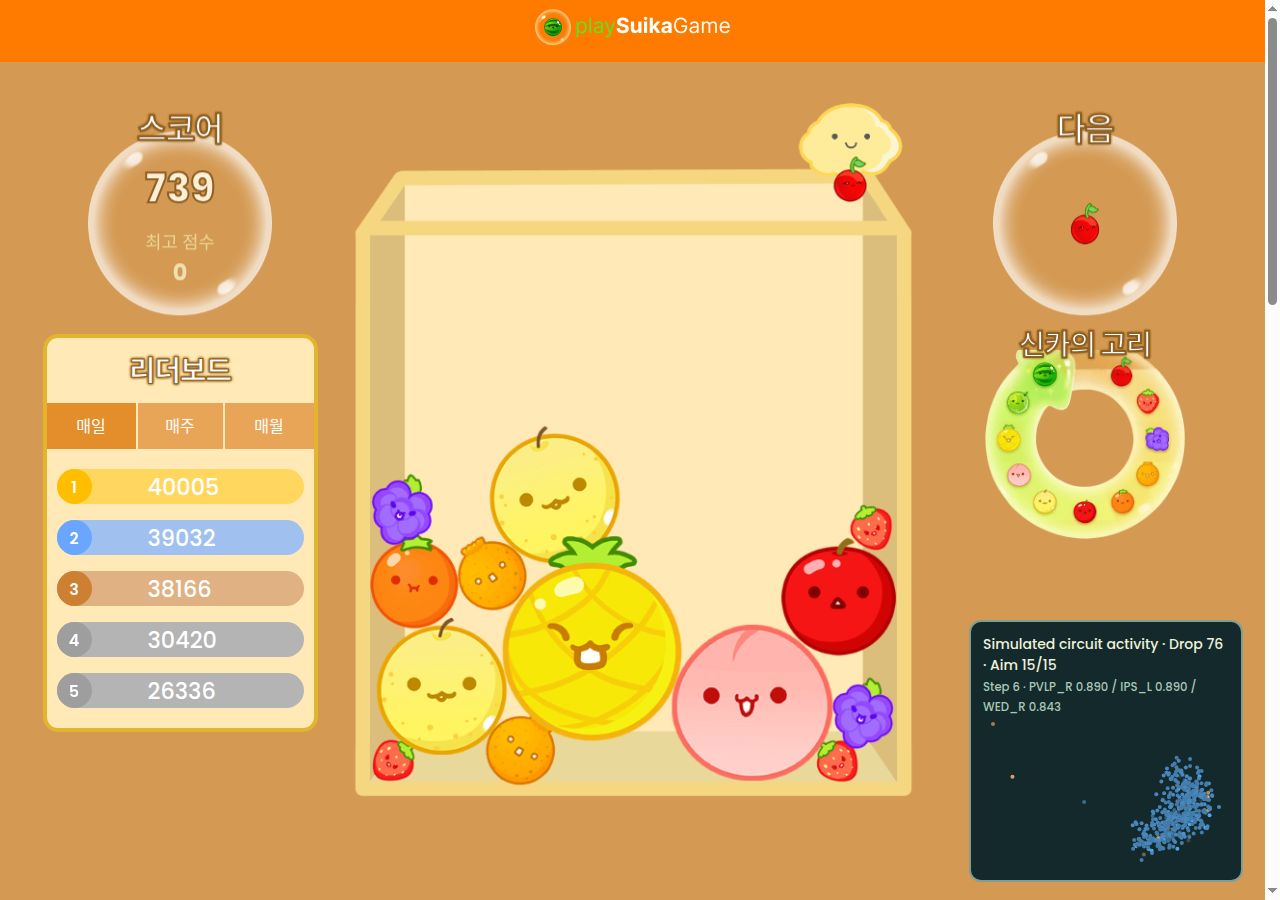 playSuikaGame
스코어
739
최고 점수
0
리더보드
매일 매주 매월
1 40005
2 39032
3 38166
4 30420
5 26336
다음
신카의 고리
Simulated circuit activity · Drop 76
· Aim 15/15
Step 6 · PVLP_R 0.890 / IPS_L 0.890 /
WED_R 0.843